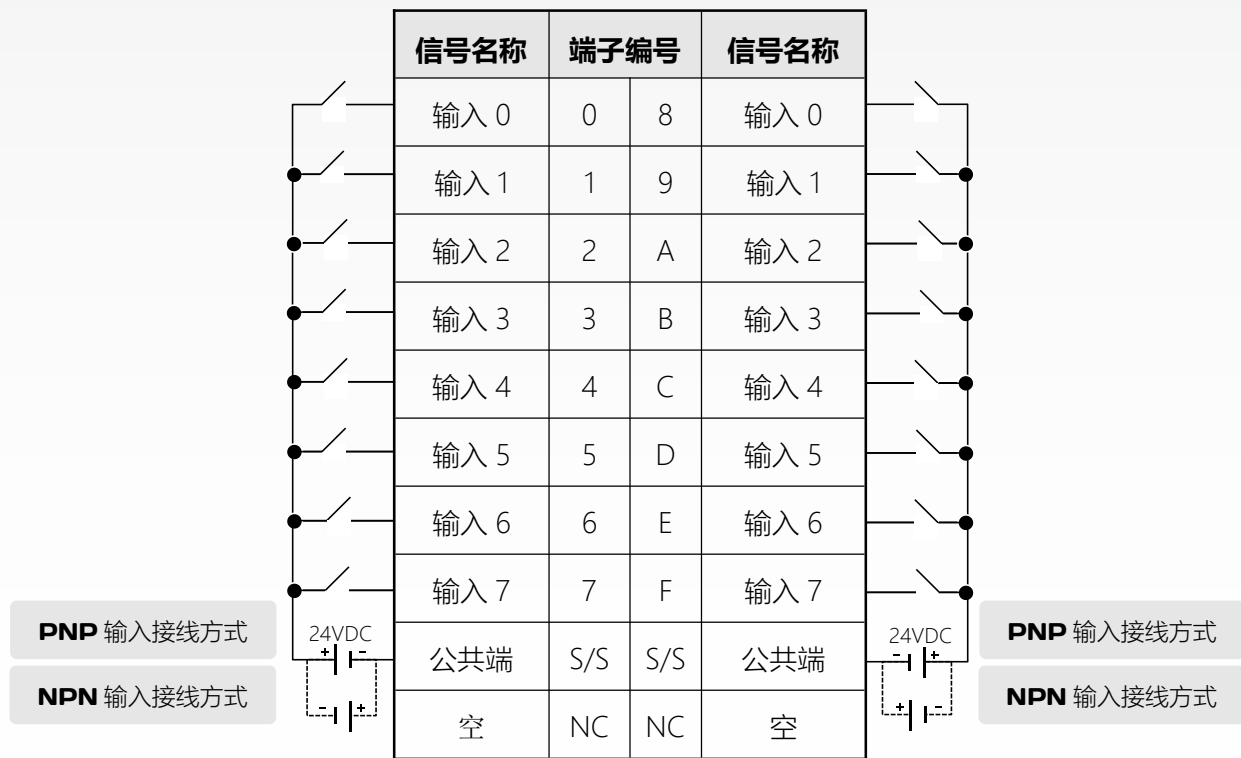 信号名称 端子编号 信号名称
输入 0 0 8 输入 0
输入 1 1 9 输入 1
输入 2 2 A 输入 2
输入 3 3 B 输入 3
输入 4 4 C 输入 4
输入 5 5 D 输入 5
输入 6 6 E 输入 6
输入 7 7 F 输入 7
PNP 输入接线方式 24VDC 24VDC PNP 输入接线方式
+ - 公共端 S/S S/S 公共端 - +
NPN 输入接线方式 NPN 输入接线方式
- + 空 NC NC 空 + -